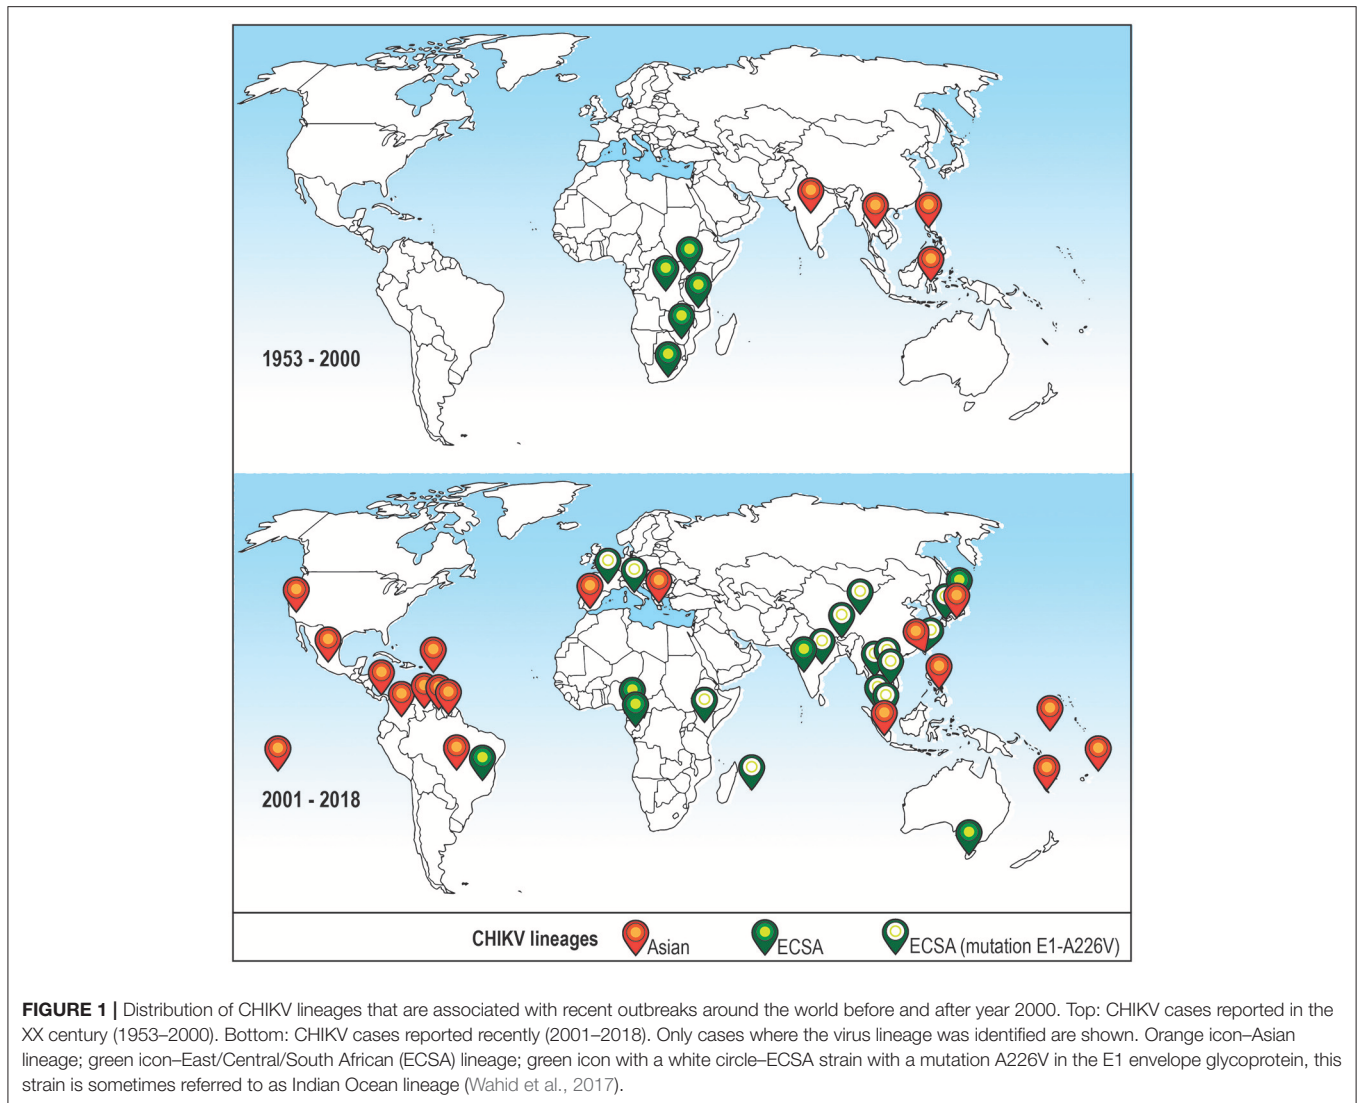 1953 - 2000
2001 - 2018
CHIKV lineages
Asian
ECSA
ECSA (mutation E1-A226V)
FIGURE 1 | Distribution of CHIKV lineages that are associated with recent outbreaks around the world before and after year 2000. Top: CHIKV cases reported in the
XX century (1953–2000). Bottom: CHIKV cases reported recently (2001–2018). Only cases where the virus lineage was identified are shown. Orange icon–Asian
lineage; green icon–East/Central/South African (ECSA) lineage; green icon with a white circle–ECSA strain with a mutation A226V in the E1 envelope glycoprotein, this
strain is sometimes referred to as Indian Ocean lineage (Wahid et al., 2017).